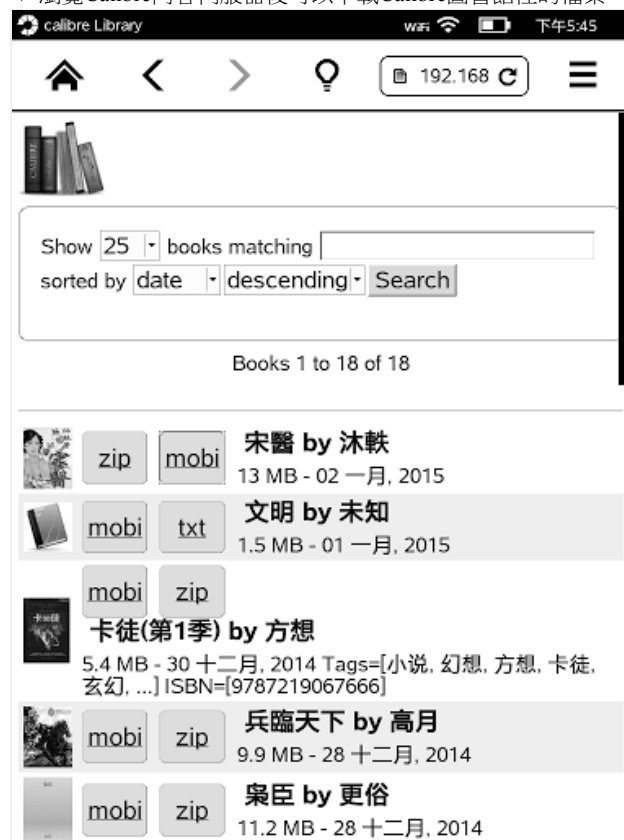 calibre Library WiFi 下午5:45
192.168
CALIBRE
Show 25 books matching
sorted by date descending Search
Books 1 to 18 of 18
zip mobi 宋醫 by 沐軼
13 MB - 02 一月, 2015
mobi txt 文明 by 未知
1.5 MB - 01 一月, 2015
mobi zip
卡徒(第1季) by 方想
5.4 MB - 30 十二月, 2014 Tags=[小说, 幻想, 方想, 卡徒,
玄幻, ...] ISBN=[9787219067666]
mobi zip 兵臨天下 by 高月
9.9 MB - 28 十二月, 2014
mobi zip 枭臣 by 更俗
11.2 MB - 28 十二月, 2014